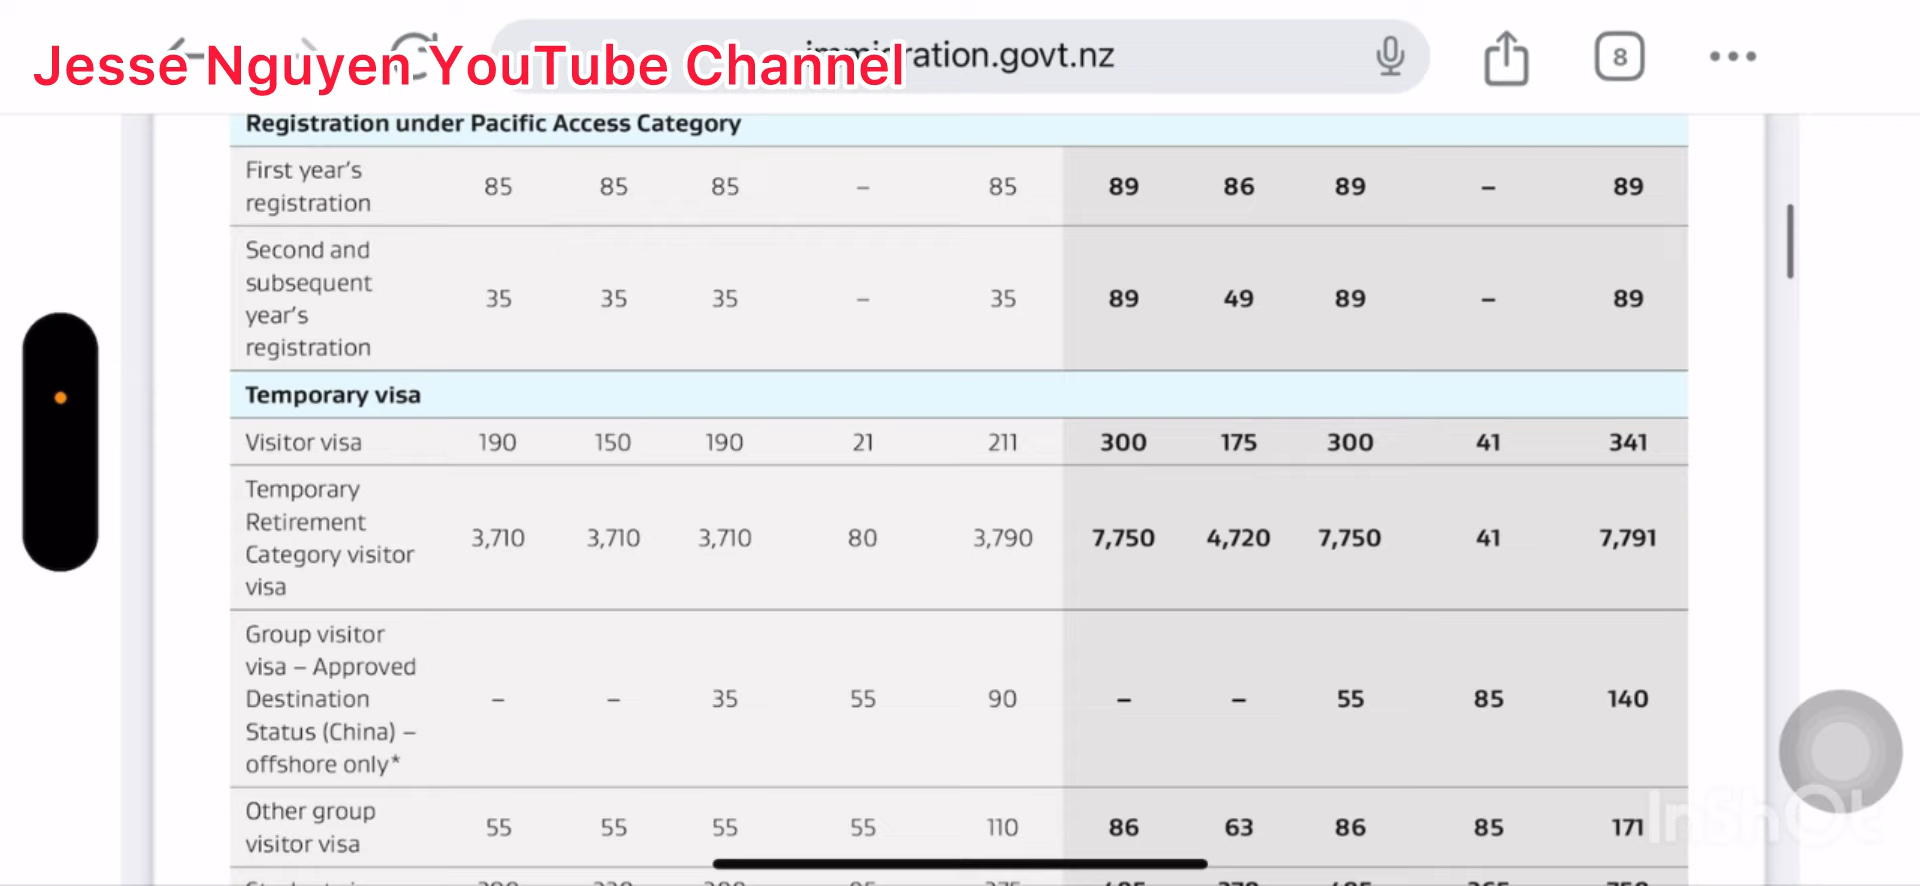 Jesse Nguyen YouTube Channel
ration.govt.nz
8
Registration under Pacific Access Category
First year's
registration
85 85 85 – 85 89 86 89 – 89
Second and
subsequent
year's
registration
35 35 35 – 35 89 49 89 – 89
Temporary visa
Visitor visa 190 150 190 21 211 300 175 300 41 341
Temporary
Retirement
Category visitor
visa
3,710 3,710 3,710 80 3,790 7,750 4,720 7,750 41 7,791
Group visitor
visa – Approved
Destination
Status (China) –
offshore only*
– – 35 55 90 – – 55 85 140
Other group
visitor visa
55 55 55 55 110 86 63 86 85 171
InShOt